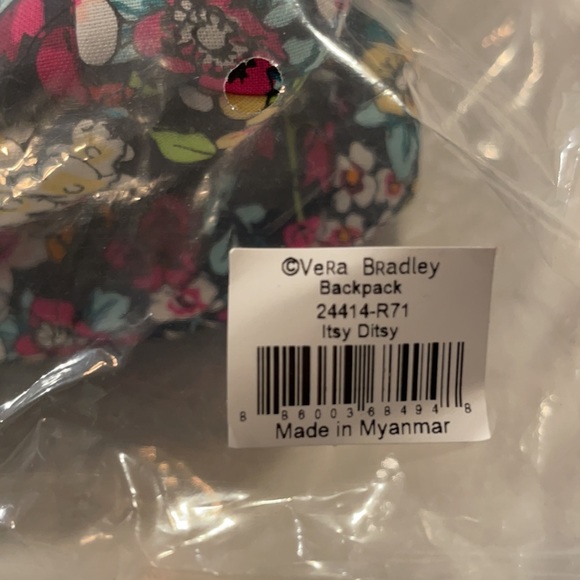 ©VeRa BRadley
Backpack
24414-R71
Itsy Ditsy
8 86003 68494 8
Made in Myanmar